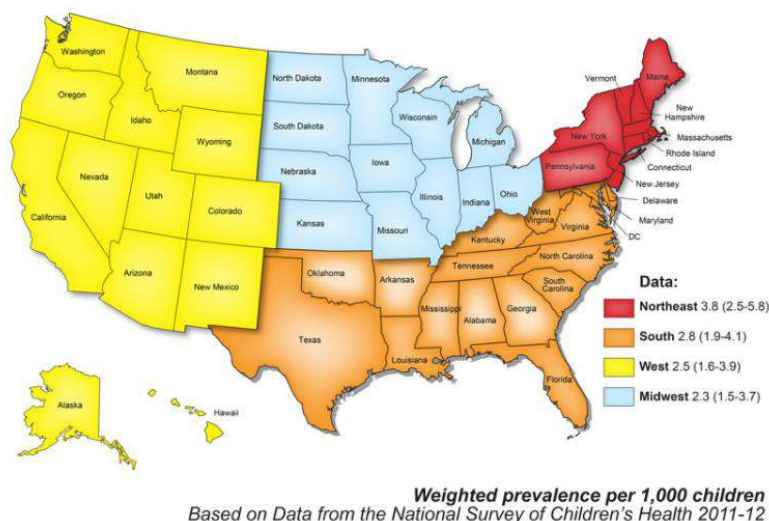 Washington
Montana
Oregon
Idaho
Wyoming
Nevada
Utah
Colorado
California
Arizona
New Mexico
Alaska
Hawaii
North Dakota
Minnesota
South Dakota
Wisconsin
Michigan
Nebraska
Iowa
Illinois
Indiana
Ohio
Kansas
Missouri
Vermont
Maine
New
Hampshire
New York
Massachusetts
Rhode Island
Connecticut
Pennsylvania
New Jersey
Delaware
Maryland
DC
West
Virginia
Virginia
Kentucky
North Carolina
Tennessee
South
Carolina
Oklahoma
Arkansas
Mississippi
Alabama
Georgia
Texas
Louisiana
Florida
Data:
Northeast 3.8 (2.5-5.8)
South 2.8 (1.9-4.1)
West 2.5 (1.6-3.9)
Midwest 2.3 (1.5-3.7)
Weighted prevalence per 1,000 children
Based on Data from the National Survey of Children's Health 2011-12